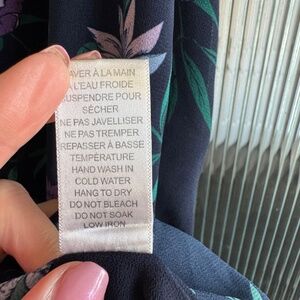 LAVER À LA MAIN
À L'EAU FROIDE
SUSPENDRE POUR
SÉCHER
NE PAS JAVELLISER
NE PAS TREMPER
REPASSER À BASSE
TEMPÉRATURE
HAND WASH IN
COLD WATER
HANG TO DRY
DO NOT BLEACH
DO NOT SOAK
LOW IRON